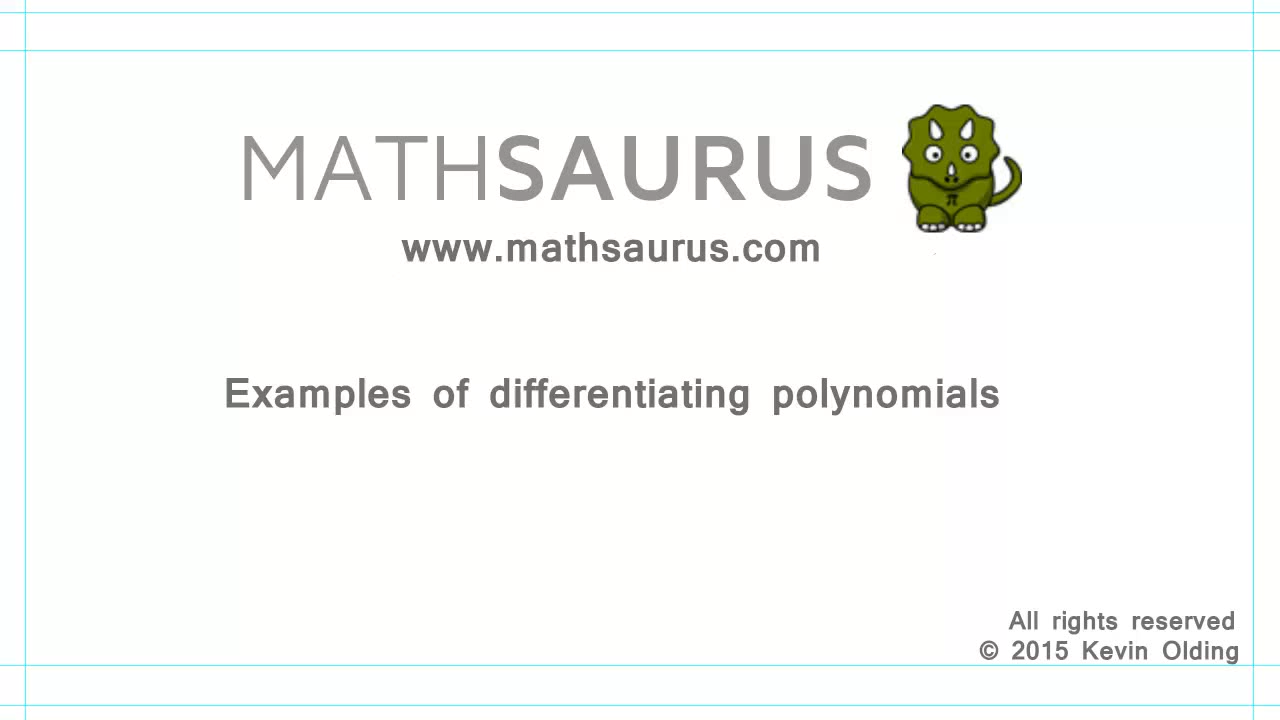 MATHSAURUS
www.mathsaurus.com
π
Examples of differentiating polynomials
All rights reserved
© 2015 Kevin Olding